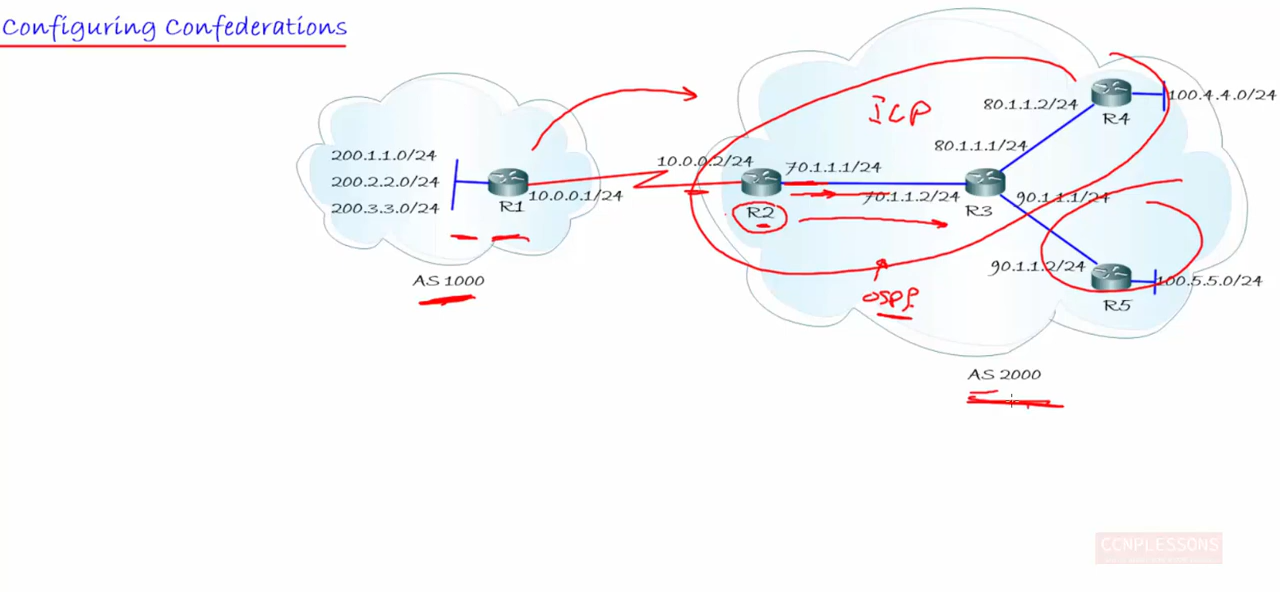 Configuring Confederations
IGP
80.1.1.2/24
100.4.4.0/24
R4
80.1.1.1/24
200.1.1.0/24
200.2.2.0/24
200.3.3.0/24
R1
10.0.0.1/24
10.0.0.2/24
70.1.1.1/24
R2
70.1.1.2/24
R3
90.1.1.1/24
90.1.1.2/24
100.5.5.0/24
R5
AS 1000
OSPF
AS 2000
CCNPLESSONS